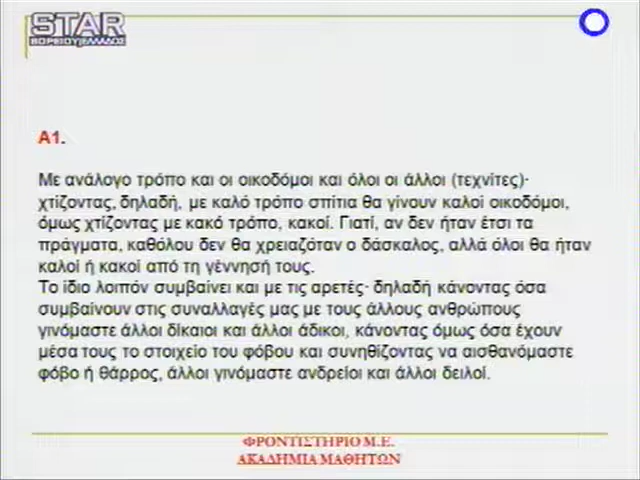 STAR
ΒΟΡΕΙΟΥ ΕΛΛΑΔΟΣ
Α1.
Με ανάλογο τρόπο και οι οικοδόμοι και όλοι οι άλλοι (τεχνίτες)·
χτίζοντας, δηλαδή, με καλό τρόπο σπίτια θα γίνουν καλοί οικοδόμοι,
όμως χτίζοντας με κακό τρόπο, κακοί. Γιατί, αν δεν ήταν έτσι τα
πράγματα, καθόλου δεν θα χρειαζόταν ο δάσκαλος, αλλά όλοι θα ήταν
καλοί ή κακοί από τη γέννησή τους.
Το ίδιο λοιπόν συμβαίνει και με τις αρετές· δηλαδή κάνοντας όσα
συμβαίνουν στις συναλλαγές μας με τους άλλους ανθρώπους
γινόμαστε άλλοι δίκαιοι και άλλοι άδικοι, κάνοντας όμως όσα έχουν
μέσα τους το στοιχείο του φόβου και συνηθίζοντας να αισθανόμαστε
φόβο ή θάρρος, άλλοι γινόμαστε ανδρείοι και άλλοι δειλοί.
ΦΡΟΝΤΙΣΤΗΡΙΟ Μ.Ε.
ΑΚΑΔΗΜΙΑ ΜΑΘΗΤΩΝ